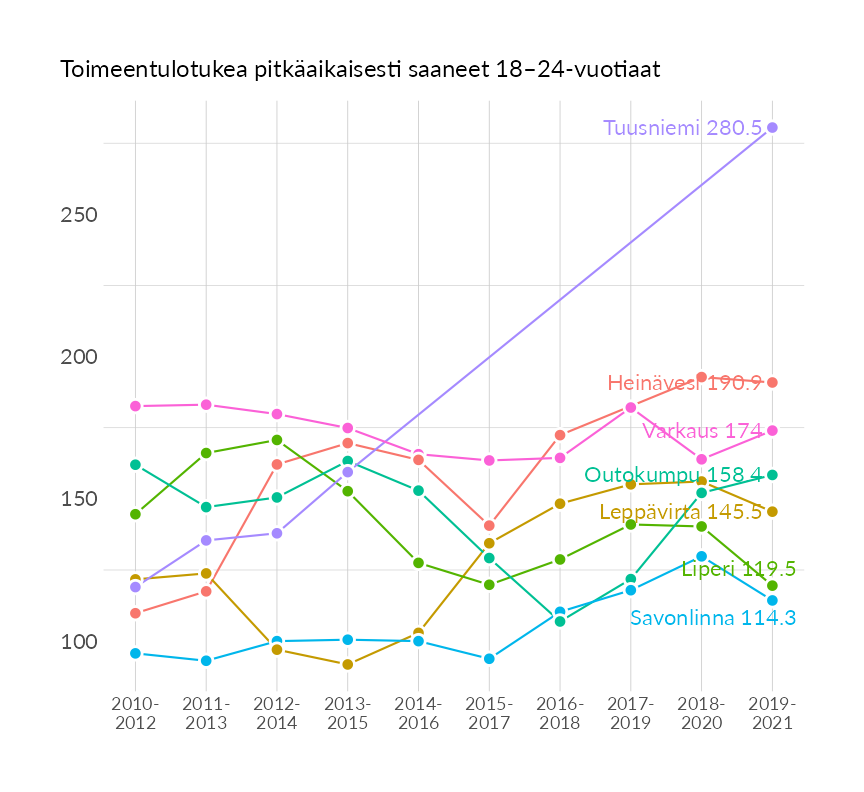 Toimeentulotukea pitkäaikaisesti saaneet 18–24-vuotiaat
Tuusniemi 280.5
250
200
Heinävesi 190.9
Varkaus 174
Outokumpu 158.4
150
Leppävirta 145.5
Liperi 119.5
Savonlinna 114.3
100
2010- 2011- 2012- 2013- 2014- 2015- 2016- 2017- 2018- 2019-
2012 2013 2014 2015 2016 2017 2018 2019 2020 2021